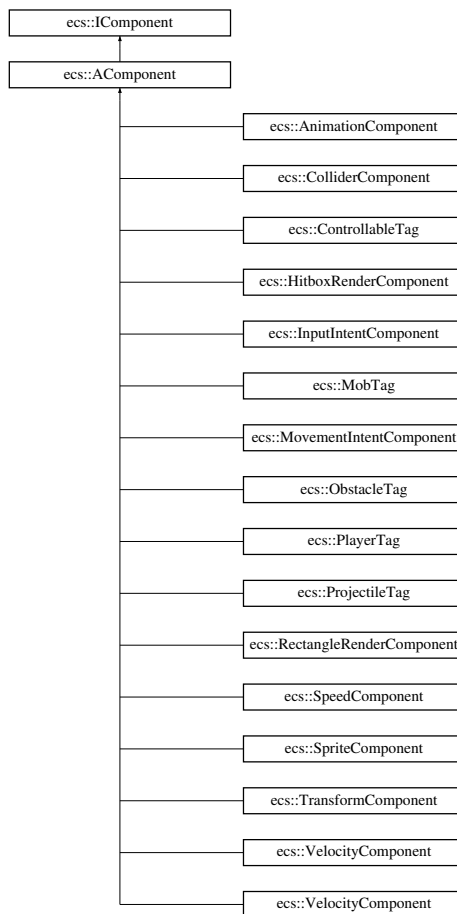 ecs::IComponent
ecs::AComponent
ecs::AnimationComponent
ecs::ColliderComponent
ecs::ControllableTag
ecs::HitboxRenderComponent
ecs::InputIntentComponent
ecs::MobTag
ecs::MovementIntentComponent
ecs::ObstacleTag
ecs::PlayerTag
ecs::ProjectileTag
ecs::RectangleRenderComponent
ecs::SpeedComponent
ecs::SpriteComponent
ecs::TransformComponent
ecs::VelocityComponent
ecs::VelocityComponent